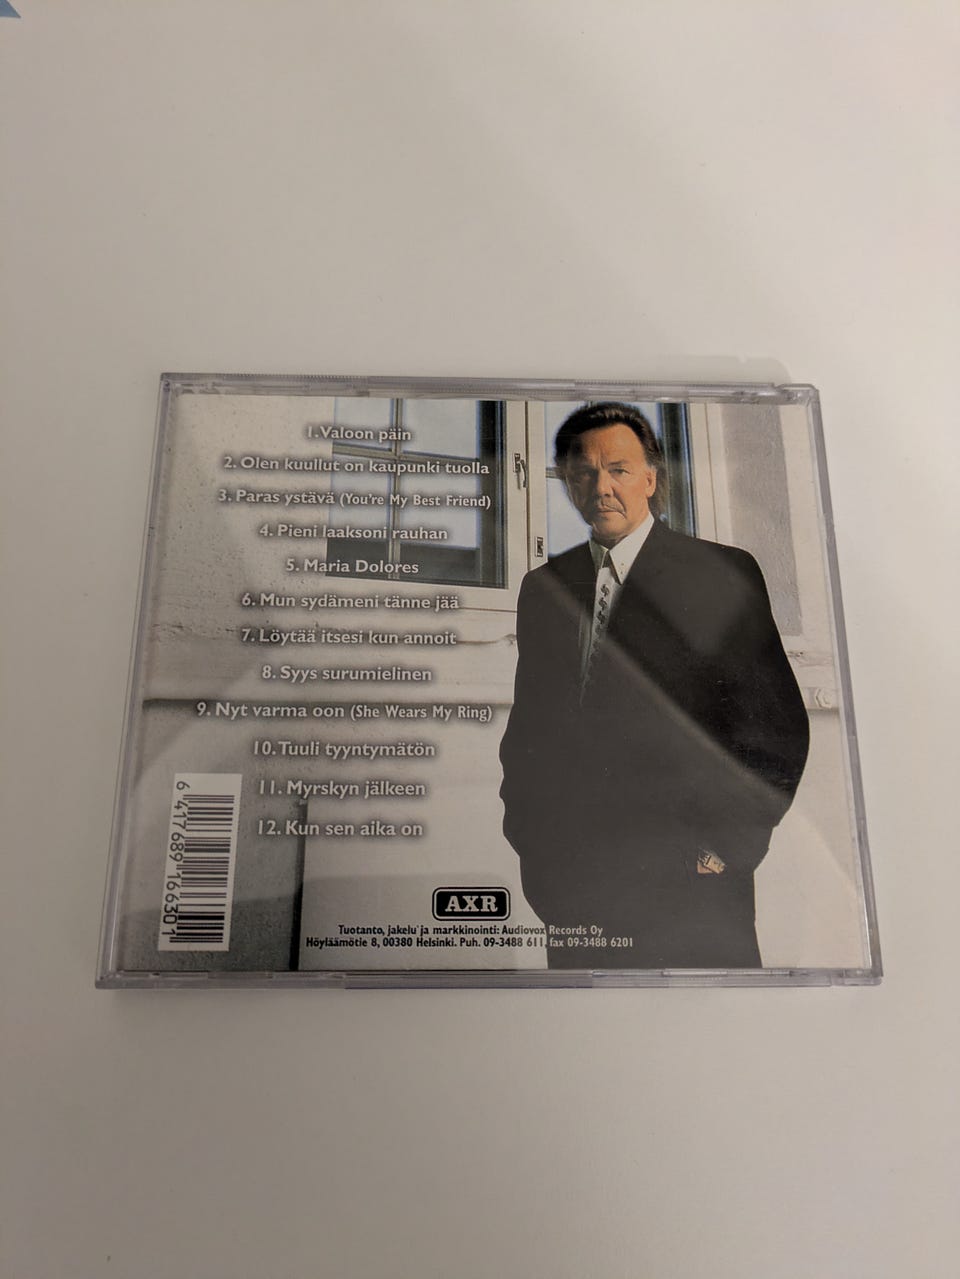 1. Valoon päin
2. Olen kuullut on kaupunki tuolla
3. Paras ystävä (You're My Best Friend)
4. Pieni laaksoni rauhan
5. Maria Dolores
6. Mun sydämeni tänne jää
7. Löytää itsesi kun annoit
8. Syys surumielinen
9. Nyt varma oon (She Wears My Ring)
10. Tuuli tyyntymätön
11. Myrskyn jälkeen
12. Kun sen aika on
6 417689 166301
AXR
Tuotanto, jakelu ja markkinointi: Audiovox Records Oy
Höyläämötie 8, 00380 Helsinki. Puh. 09-3488 611, fax 09-3488 6201